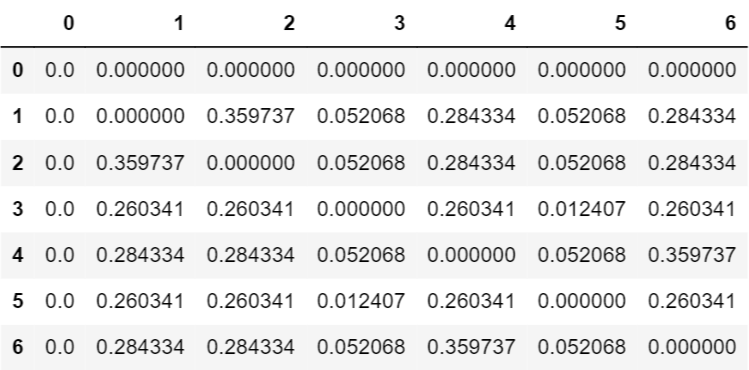 0 1 2 3 4 5 6
0 0.0 0.000000 0.000000 0.000000 0.000000 0.000000 0.000000
1 0.0 0.000000 0.359737 0.052068 0.284334 0.052068 0.284334
2 0.0 0.359737 0.000000 0.052068 0.284334 0.052068 0.284334
3 0.0 0.260341 0.260341 0.000000 0.260341 0.012407 0.260341
4 0.0 0.284334 0.284334 0.052068 0.000000 0.052068 0.359737
5 0.0 0.260341 0.260341 0.012407 0.260341 0.000000 0.260341
6 0.0 0.284334 0.284334 0.052068 0.359737 0.052068 0.000000